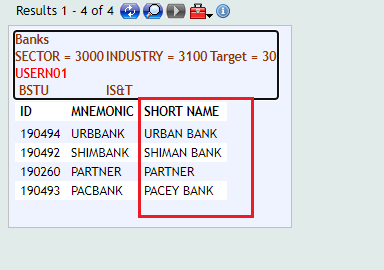 Results 1 - 4 of 4
Banks
SECTOR = 3000 INDUSTRY = 3100 Target = 30
USERN01
BSTU IS&T
ID MNEMONIC SHORT NAME
190494 URBBANK URBAN BANK
190492 SHIMBANK SHIMAN BANK
190260 PARTNER PARTNER
190493 PACBANK PACEY BANK